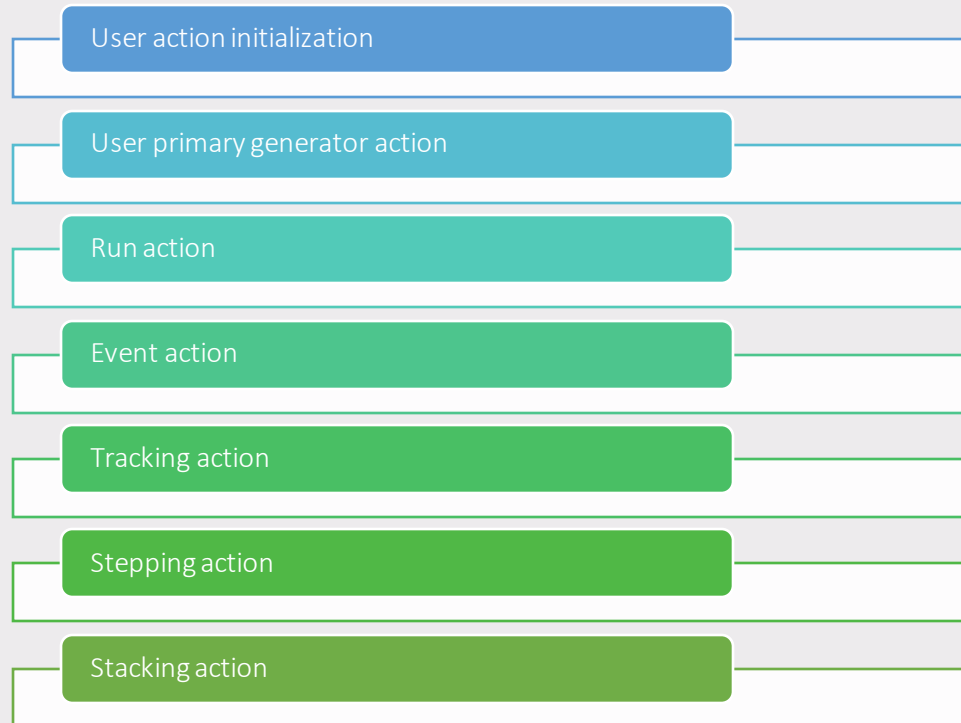 User action initialization
User primary generator action
Run action
Event action
Tracking action
Stepping action
Stacking action